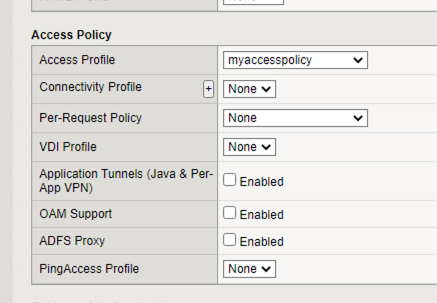 Access Policy
Access Profile myaccesspolicy
Connectivity Profile + None
Per-Request Policy None
VDI Profile None
Application Tunnels (Java & Per-
App VPN) Enabled
OAM Support Enabled
ADFS Proxy Enabled
PingAccess Profile None